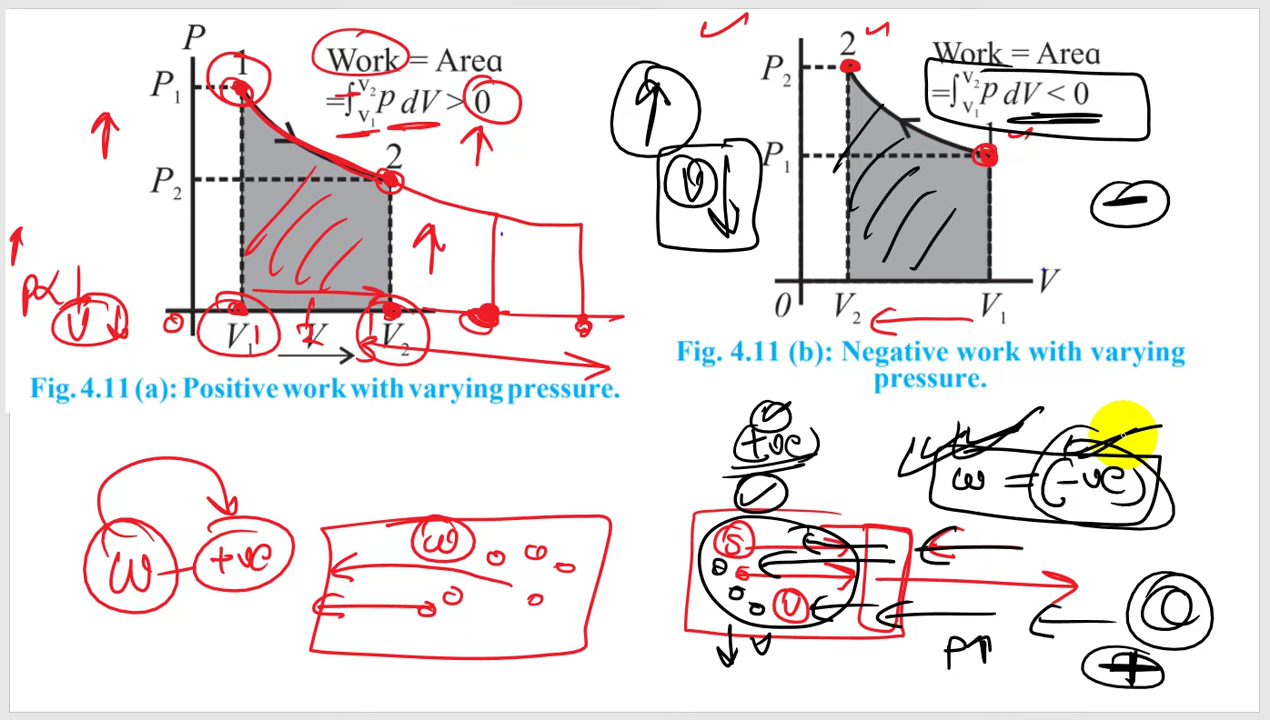 P
1
P₁
Work = Area
=∫V₁V₂ p dV > 0
2
P₂
P ∝ 1
V
0
V₁ V V₂
Fig. 4.11 (a): Positive work with varying pressure.
2
P₂
Work = Area
=∫V₁V₂ p dV < 0
1
P₁
V
−
0 V₂ V₁ V
Fig. 4.11 (b): Negative work with varying
pressure.
+ve
W = −ve
W − +ve
W
S
V
↓ V
P↑
+